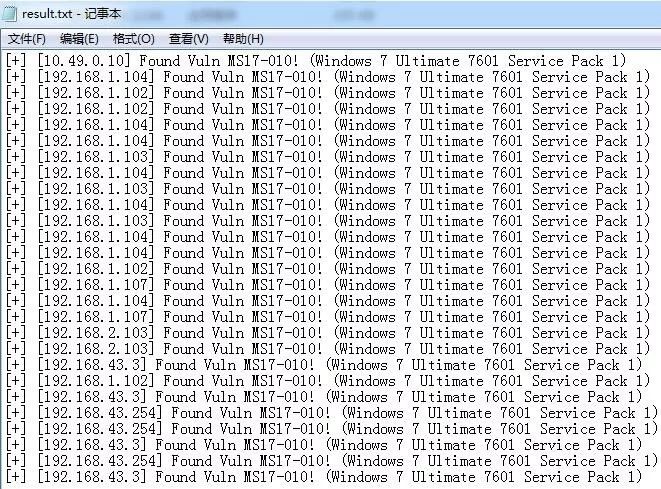 result.txt - 记事本
文件(F) 编辑(E) 格式(O) 查看(V) 帮助(H)
[+] [10.49.0.10] Found Vuln MS17-010! (Windows 7 Ultimate 7601 Service Pack 1)
[+] [192.168.1.104] Found Vuln MS17-010! (Windows 7 Ultimate 7601 Service Pack 1)
[+] [192.168.1.102] Found Vuln MS17-010! (Windows 7 Ultimate 7601 Service Pack 1)
[+] [192.168.1.102] Found Vuln MS17-010! (Windows 7 Ultimate 7601 Service Pack 1)
[+] [192.168.1.104] Found Vuln MS17-010! (Windows 7 Ultimate 7601 Service Pack 1)
[+] [192.168.1.104] Found Vuln MS17-010! (Windows 7 Ultimate 7601 Service Pack 1)
[+] [192.168.1.103] Found Vuln MS17-010! (Windows 7 Ultimate 7601 Service Pack 1)
[+] [192.168.1.104] Found Vuln MS17-010! (Windows 7 Ultimate 7601 Service Pack 1)
[+] [192.168.1.103] Found Vuln MS17-010! (Windows 7 Ultimate 7601 Service Pack 1)
[+] [192.168.1.104] Found Vuln MS17-010! (Windows 7 Ultimate 7601 Service Pack 1)
[+] [192.168.1.103] Found Vuln MS17-010! (Windows 7 Ultimate 7601 Service Pack 1)
[+] [192.168.1.104] Found Vuln MS17-010! (Windows 7 Ultimate 7601 Service Pack 1)
[+] [192.168.1.104] Found Vuln MS17-010! (Windows 7 Ultimate 7601 Service Pack 1)
[+] [192.168.1.102] Found Vuln MS17-010! (Windows 7 Ultimate 7601 Service Pack 1)
[+] [192.168.1.107] Found Vuln MS17-010! (Windows 7 Ultimate 7601 Service Pack 1)
[+] [192.168.1.104] Found Vuln MS17-010! (Windows 7 Ultimate 7601 Service Pack 1)
[+] [192.168.1.107] Found Vuln MS17-010! (Windows 7 Ultimate 7601 Service Pack 1)
[+] [192.168.2.103] Found Vuln MS17-010! (Windows 7 Ultimate 7601 Service Pack 1)
[+] [192.168.2.103] Found Vuln MS17-010! (Windows 7 Ultimate 7601 Service Pack 1)
[+] [192.168.43.3] Found Vuln MS17-010! (Windows 7 Ultimate 7601 Service Pack 1)
[+] [192.168.1.102] Found Vuln MS17-010! (Windows 7 Ultimate 7601 Service Pack 1)
[+] [192.168.43.3] Found Vuln MS17-010! (Windows 7 Ultimate 7601 Service Pack 1)
[+] [192.168.43.254] Found Vuln MS17-010! (Windows 7 Ultimate 7601 Service Pack 1)
[+] [192.168.43.254] Found Vuln MS17-010! (Windows 7 Ultimate 7601 Service Pack 1)
[+] [192.168.43.3] Found Vuln MS17-010! (Windows 7 Ultimate 7601 Service Pack 1)
[+] [192.168.43.254] Found Vuln MS17-010! (Windows 7 Ultimate 7601 Service Pack 1)
[+] [192.168.43.3] Found Vuln MS17-010! (Windows 7 Ultimate 7601 Service Pack 1)